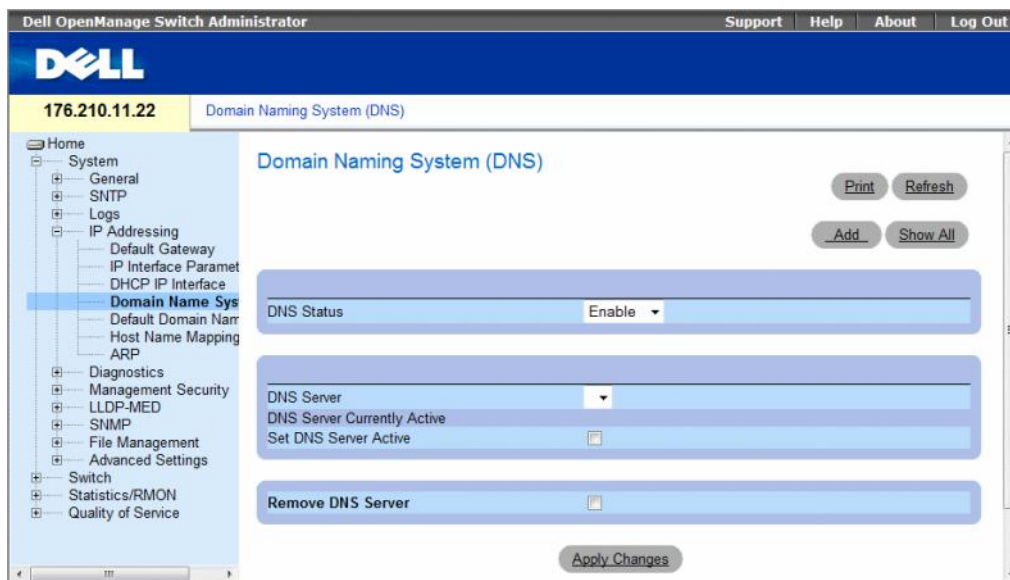 Dell OpenManage Switch Administrator
Support | Help | About | Log Out
DELL
176.210.11.22
Domain Naming System (DNS)
Home
System
General
SNTP
Logs
IP Addressing
Default Gateway
IP Interface Paramet
DHCP IP Interface
Domain Name Sys
Default Domain Nam
Host Name Mapping
ARP
Diagnostics
Management Security
LLDP-MED
SNMP
File Management
Advanced Settings
Switch
Statistics/RMON
Quality of Service
Domain Naming System (DNS)
Print Refresh
Add Show All
DNS Status Enable
DNS Server
DNS Server Currently Active
Set DNS Server Active
Remove DNS Server
Apply Changes